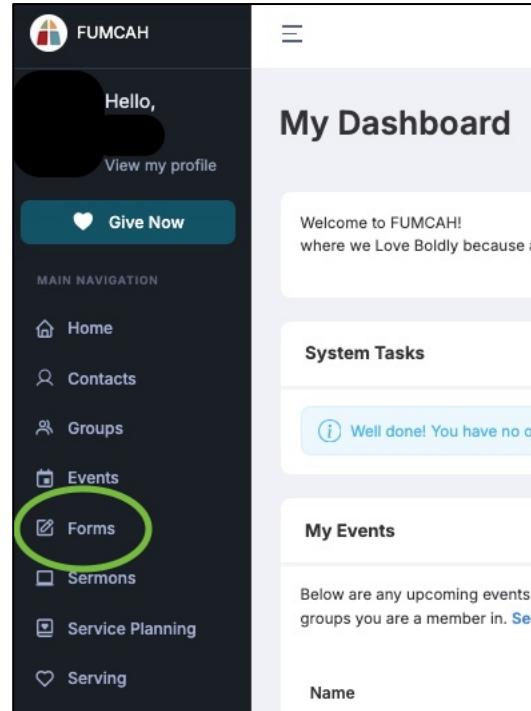 FUMCAH
Hello,
View my profile
Give Now
MAIN NAVIGATION
Home
Contacts
Groups
Events
Forms
Sermons
Service Planning
Serving
My Dashboard
Welcome to FUMCAH!
where we Love Boldly because
System Tasks
Well done! You have no
My Events
Below are any upcoming events
groups you are a member in.
Name